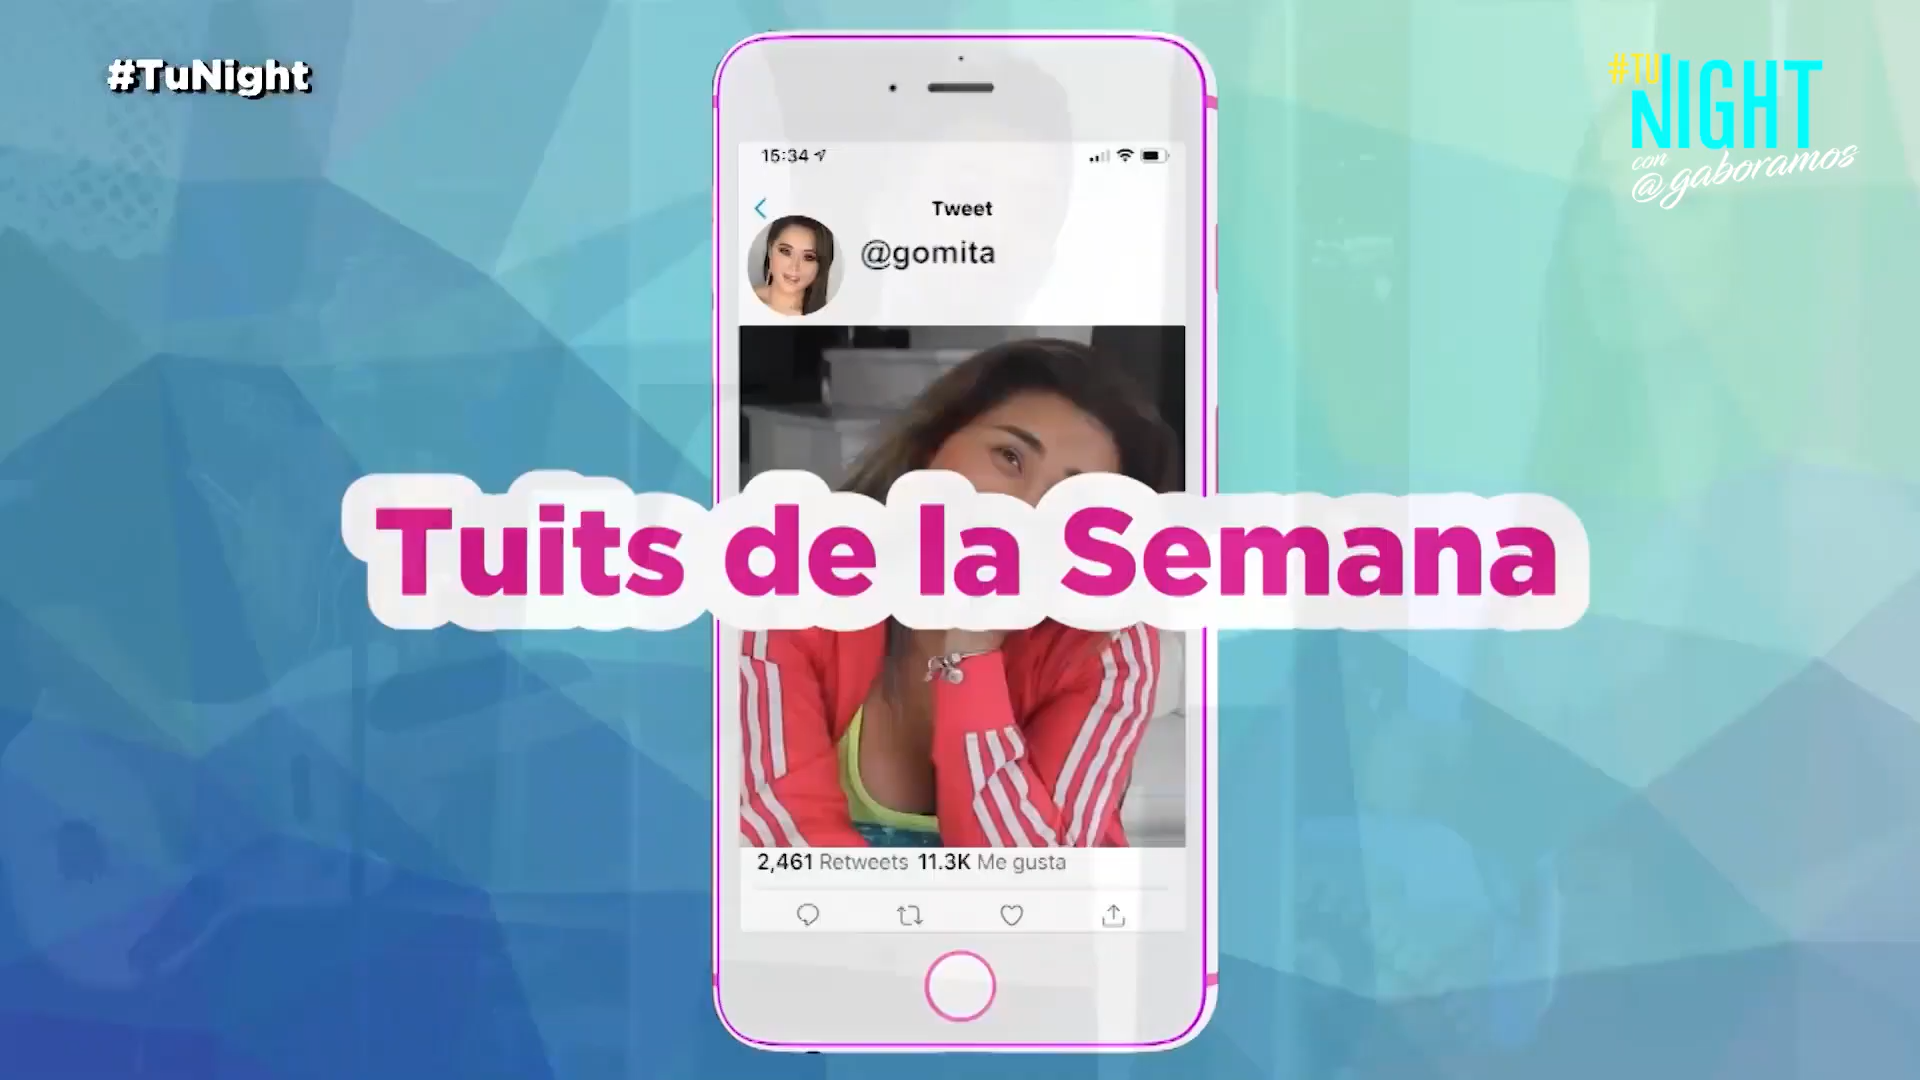 #TuNight
#TU
NIGHT
con
@gaboramos
15:34
Tweet
@gomita
Tuits de la Semana
2,461 Retweets 11.3K Me gusta